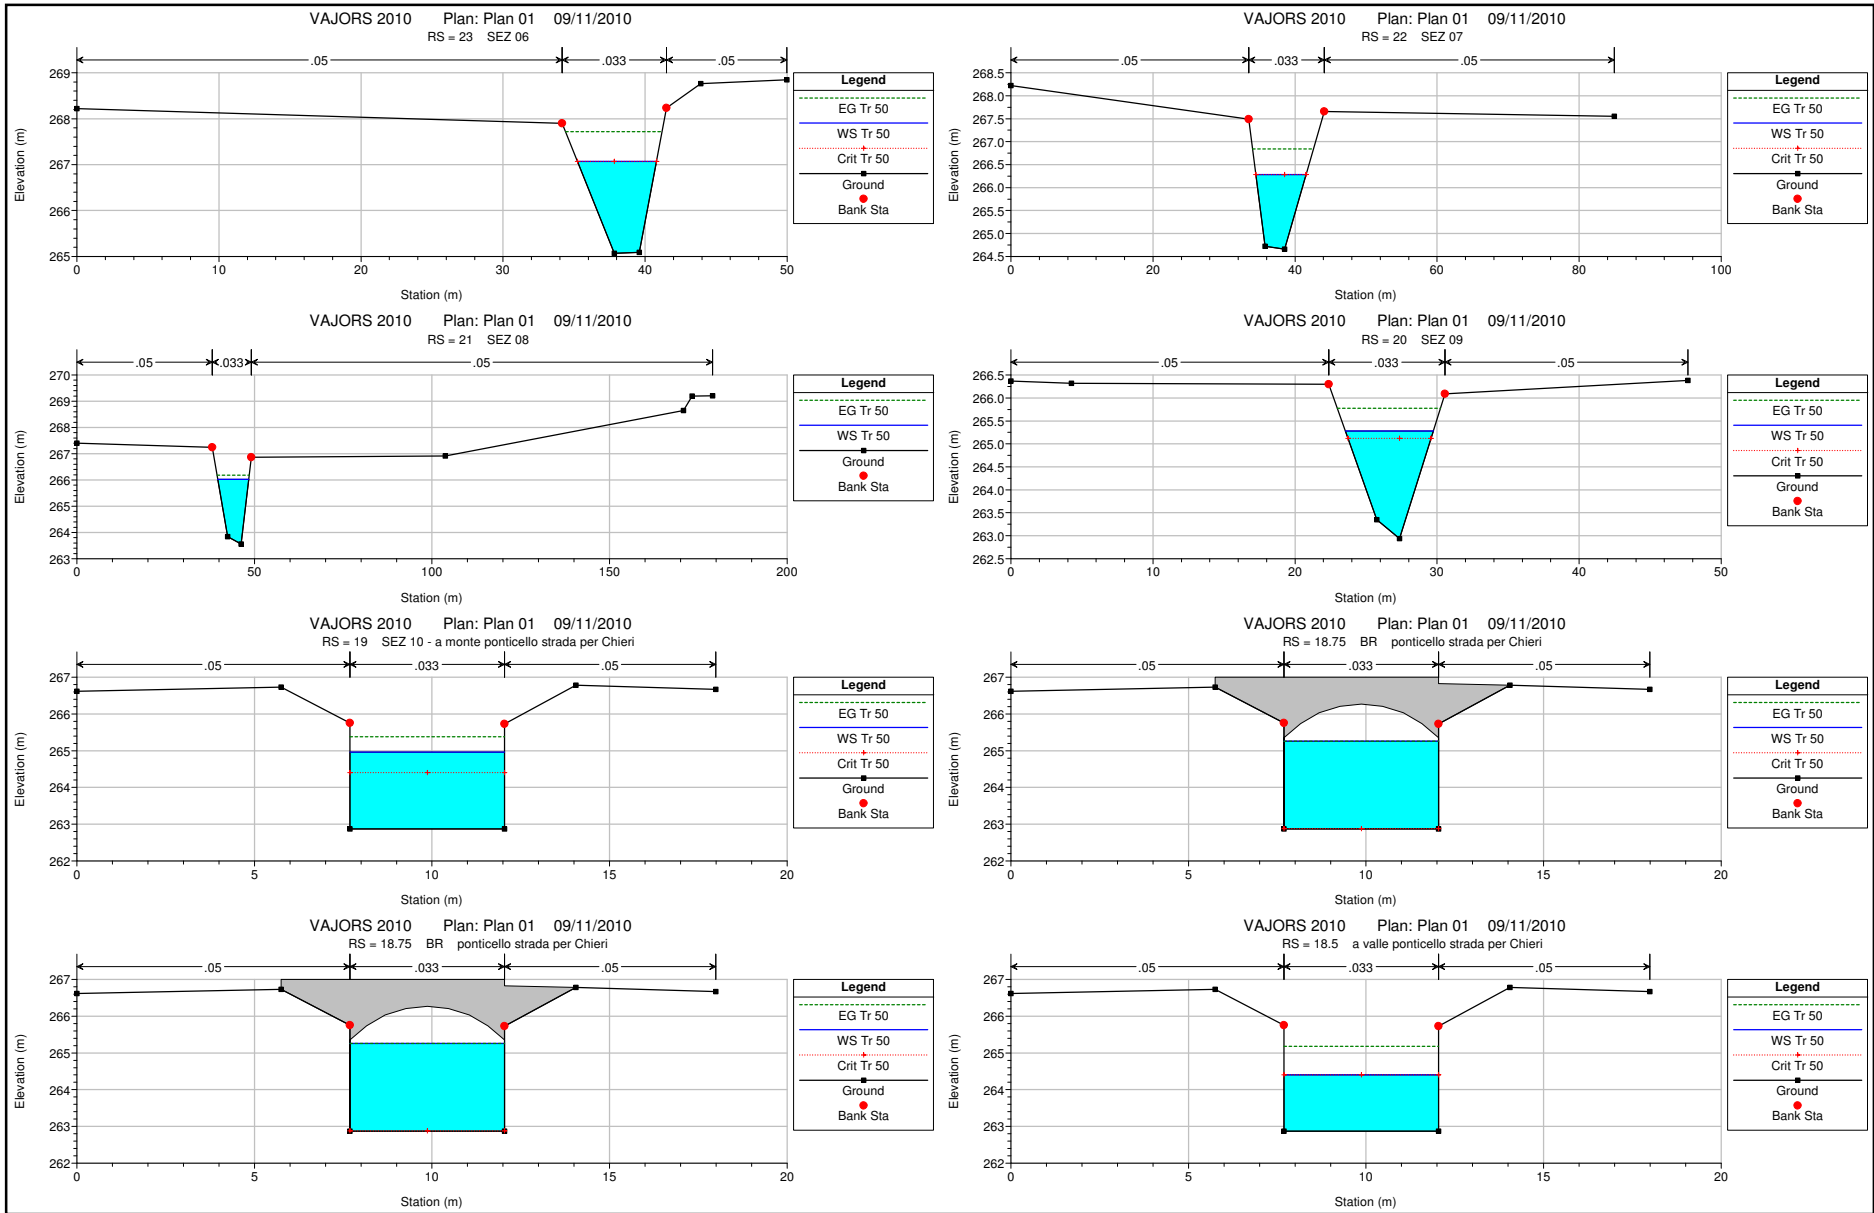 VAJORS 2010 Plan: Plan 01 09/11/2010
RS = 23 SEZ 06
.05 .033 .05
Elevation (m)
269
268
267
266
265
0 10 20 30 40 50
Station (m)
Legend
EG Tr 50
WS Tr 50
Crit Tr 50
Ground
Bank Sta
VAJORS 2010 Plan: Plan 01 09/11/2010
RS = 22 SEZ 07
.05 .033 .05
Elevation (m)
268.5
268.0
267.5
267.0
266.5
266.0
265.5
265.0
264.5
0 20 40 60 80 100
Station (m)
Legend
EG Tr 50
WS Tr 50
Crit Tr 50
Ground
Bank Sta
VAJORS 2010 Plan: Plan 01 09/11/2010
RS = 21 SEZ 08
.05 .033 .05
Elevation (m)
270
269
268
267
266
265
264
263
0 50 100 150 200
Station (m)
Legend
EG Tr 50
WS Tr 50
Ground
Bank Sta
VAJORS 2010 Plan: Plan 01 09/11/2010
RS = 20 SEZ 09
.05 .033 .05
Elevation (m)
266.5
266.0
265.5
265.0
264.5
264.0
263.5
263.0
262.5
0 10 20 30 40 50
Station (m)
Legend
EG Tr 50
WS Tr 50
Crit Tr 50
Ground
Bank Sta
VAJORS 2010 Plan: Plan 01 09/11/2010
RS = 19 SEZ 10 - a monte ponticello strada per Chieri
.05 .033 .05
Elevation (m)
267
266
265
264
263
262
0 5 10 15 20
Station (m)
Legend
EG Tr 50
WS Tr 50
Crit Tr 50
Ground
Bank Sta
VAJORS 2010 Plan: Plan 01 09/11/2010
RS = 18.75 BR ponticello strada per Chieri
.05 .033 .05
Elevation (m)
267
266
265
264
263
262
0 5 10 15 20
Station (m)
Legend
EG Tr 50
WS Tr 50
Crit Tr 50
Ground
Bank Sta
VAJORS 2010 Plan: Plan 01 09/11/2010
RS = 18.75 BR ponticello strada per Chieri
.05 .033 .05
Elevation (m)
267
266
265
264
263
262
0 5 10 15 20
Station (m)
Legend
EG Tr 50
WS Tr 50
Crit Tr 50
Ground
Bank Sta
VAJORS 2010 Plan: Plan 01 09/11/2010
RS = 18.5 a valle ponticello strada per Chieri
.05 .033 .05
Elevation (m)
267
266
265
264
263
262
0 5 10 15 20
Station (m)
Legend
EG Tr 50
WS Tr 50
Crit Tr 50
Ground
Bank Sta